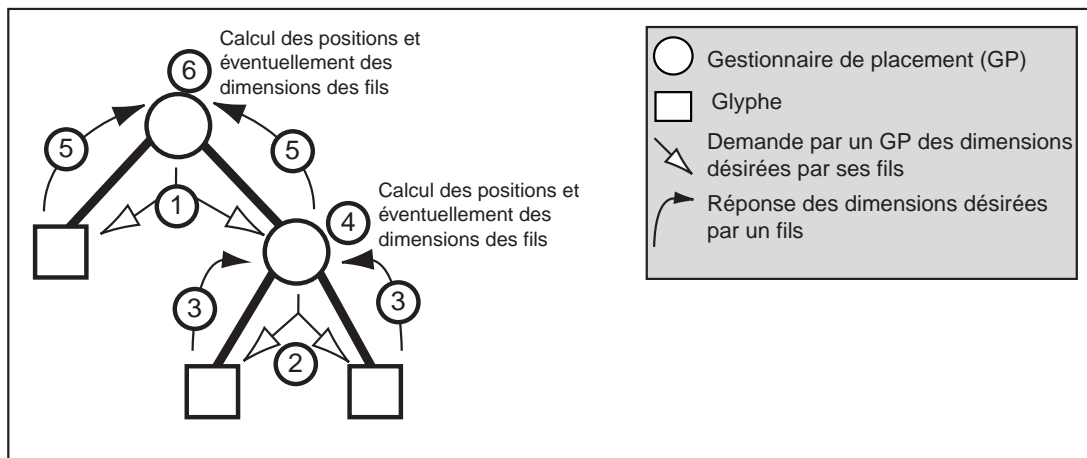 Calcul des positions et
éventuellement des
dimensions des fils
6
5
5
1
Calcul des positions et
éventuellement des
dimensions des fils
4
3
3
2
Gestionnaire de placement (GP)
Glyphe
Demande par un GP des dimensions
désirées par ses fils
Réponse des dimensions désirées
par un fils